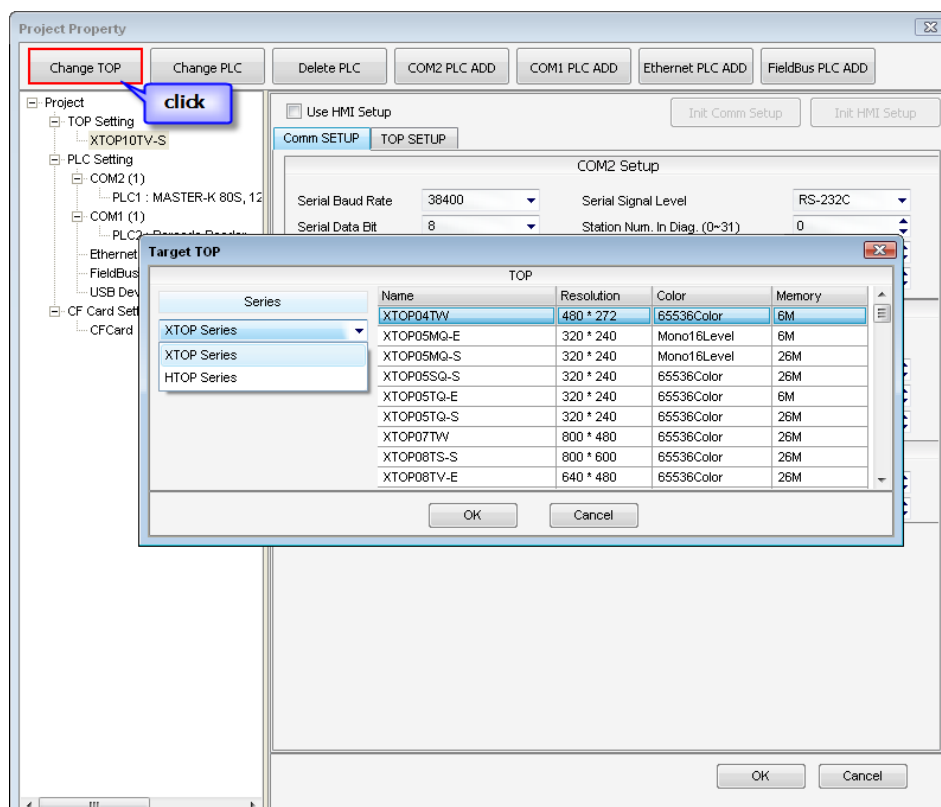 Project Property
Change TOP Change PLC Delete PLC COM2 PLC ADD COM1 PLC ADD Ethernet PLC ADD FieldBus PLC ADD
click
Project
TOP Setting
XTOP10TV-S
PLC Setting
COM2 (1)
PLC1 : MASTER-K 80S, 12
COM1 (1)
PLC2: Barcode Reader
Ethernet
FieldBus
USB Dev
CF Card Sett
CFCard
Use HMI Setup Init Comm Setup Init HMI Setup
Comm SETUP TOP SETUP
COM2 Setup
Serial Baud Rate 38400 Serial Signal Level RS-232C
Serial Data Bit 8 Station Num. In Diag. (0~31) 0
Target TOP
TOP
Series
XTOP Series
XTOP Series
HTOP Series
Name Resolution Color Memory
XTOP04TW 480 * 272 65536Color 6M
XTOP05MQ-E 320 * 240 Mono16Level 6M
XTOP05MQ-S 320 * 240 Mono16Level 26M
XTOP05SQ-S 320 * 240 65536Color 26M
XTOP05TQ-E 320 * 240 65536Color 6M
XTOP05TQ-S 320 * 240 65536Color 26M
XTOP07TW 800 * 480 65536Color 26M
XTOP08TS-S 800 * 600 65536Color 26M
XTOP08TV-E 640 * 480 65536Color 26M
OK Cancel
OK Cancel